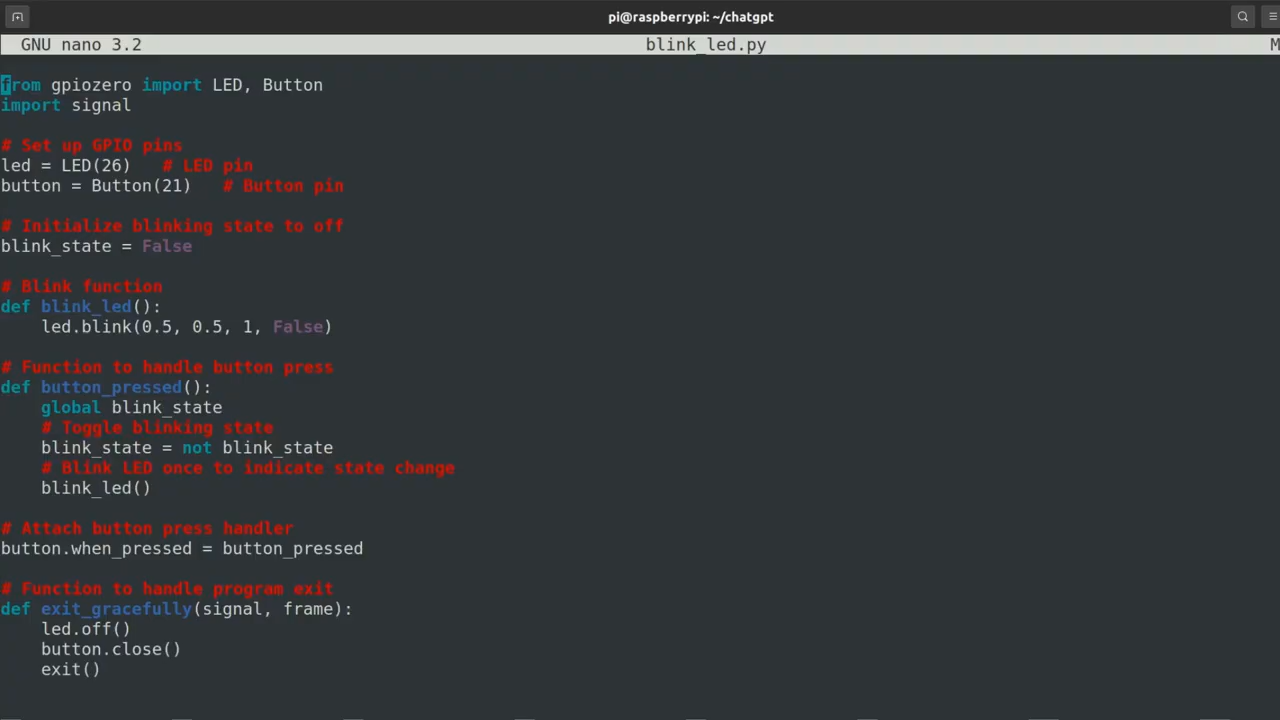 pi@raspberrypi: ~/chatgpt
GNU nano 3.2 blink_led.py M
from gpiozero import LED, Button
import signal
# Set up GPIO pins
led = LED(26)   # LED pin
button = Button(21)   # Button pin
# Initialize blinking state to off
blink_state = False
# Blink function
def blink_led():
    led.blink(0.5, 0.5, 1, False)
# Function to handle button press
def button_pressed():
    global blink_state
    # Toggle blinking state
    blink_state = not blink_state
    # Blink LED once to indicate state change
    blink_led()
# Attach button press handler
button.when_pressed = button_pressed
# Function to handle program exit
def exit_gracefully(signal, frame):
    led.off()
    button.close()
    exit()